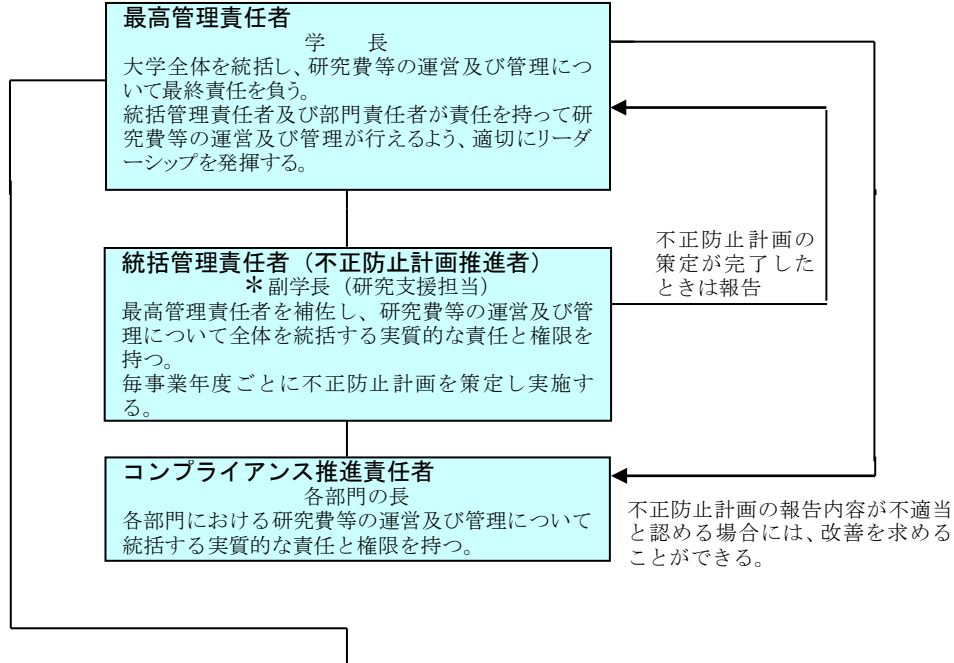 最高管理責任者
学　　長
大学全体を統括し、研究費等の運営及び管理につ
いて最終責任を負う。
統括管理責任者及び部門責任者が責任を持って研
究費等の運営及び管理が行えるよう、適切にリーダ
ーシップを発揮する。
統括管理責任者（不正防止計画推進者）
＊副学長（研究支援担当）
最高管理責任者を補佐し、研究費等の運営及び管
理について全体を統括する実質的な責任と権限を
持つ。
毎事業年度ごとに不正防止計画を策定し実施す
る。
不正防止計画の
策定が完了した
ときは報告
コンプライアンス推進責任者
各部門の長
各部門における研究費等の運営及び管理について
統括する実質的な責任と権限を持つ。
不正防止計画の報告内容が不適当
と認める場合には、改善を求める
ことができる。